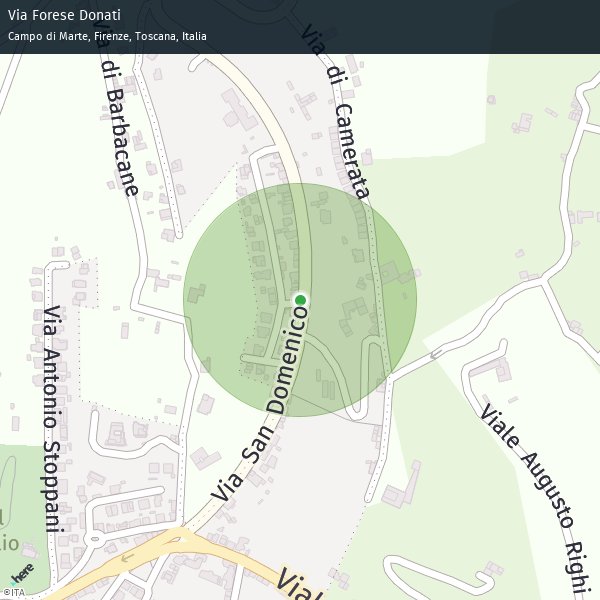 Via Forese Donati
Campo di Marte, Firenze, Toscana, Italia
Via di Barbacane
Via di Camerata
Via Antonio Stoppani
Via San Domenico
Viale Augusto Righi
here
©ITA